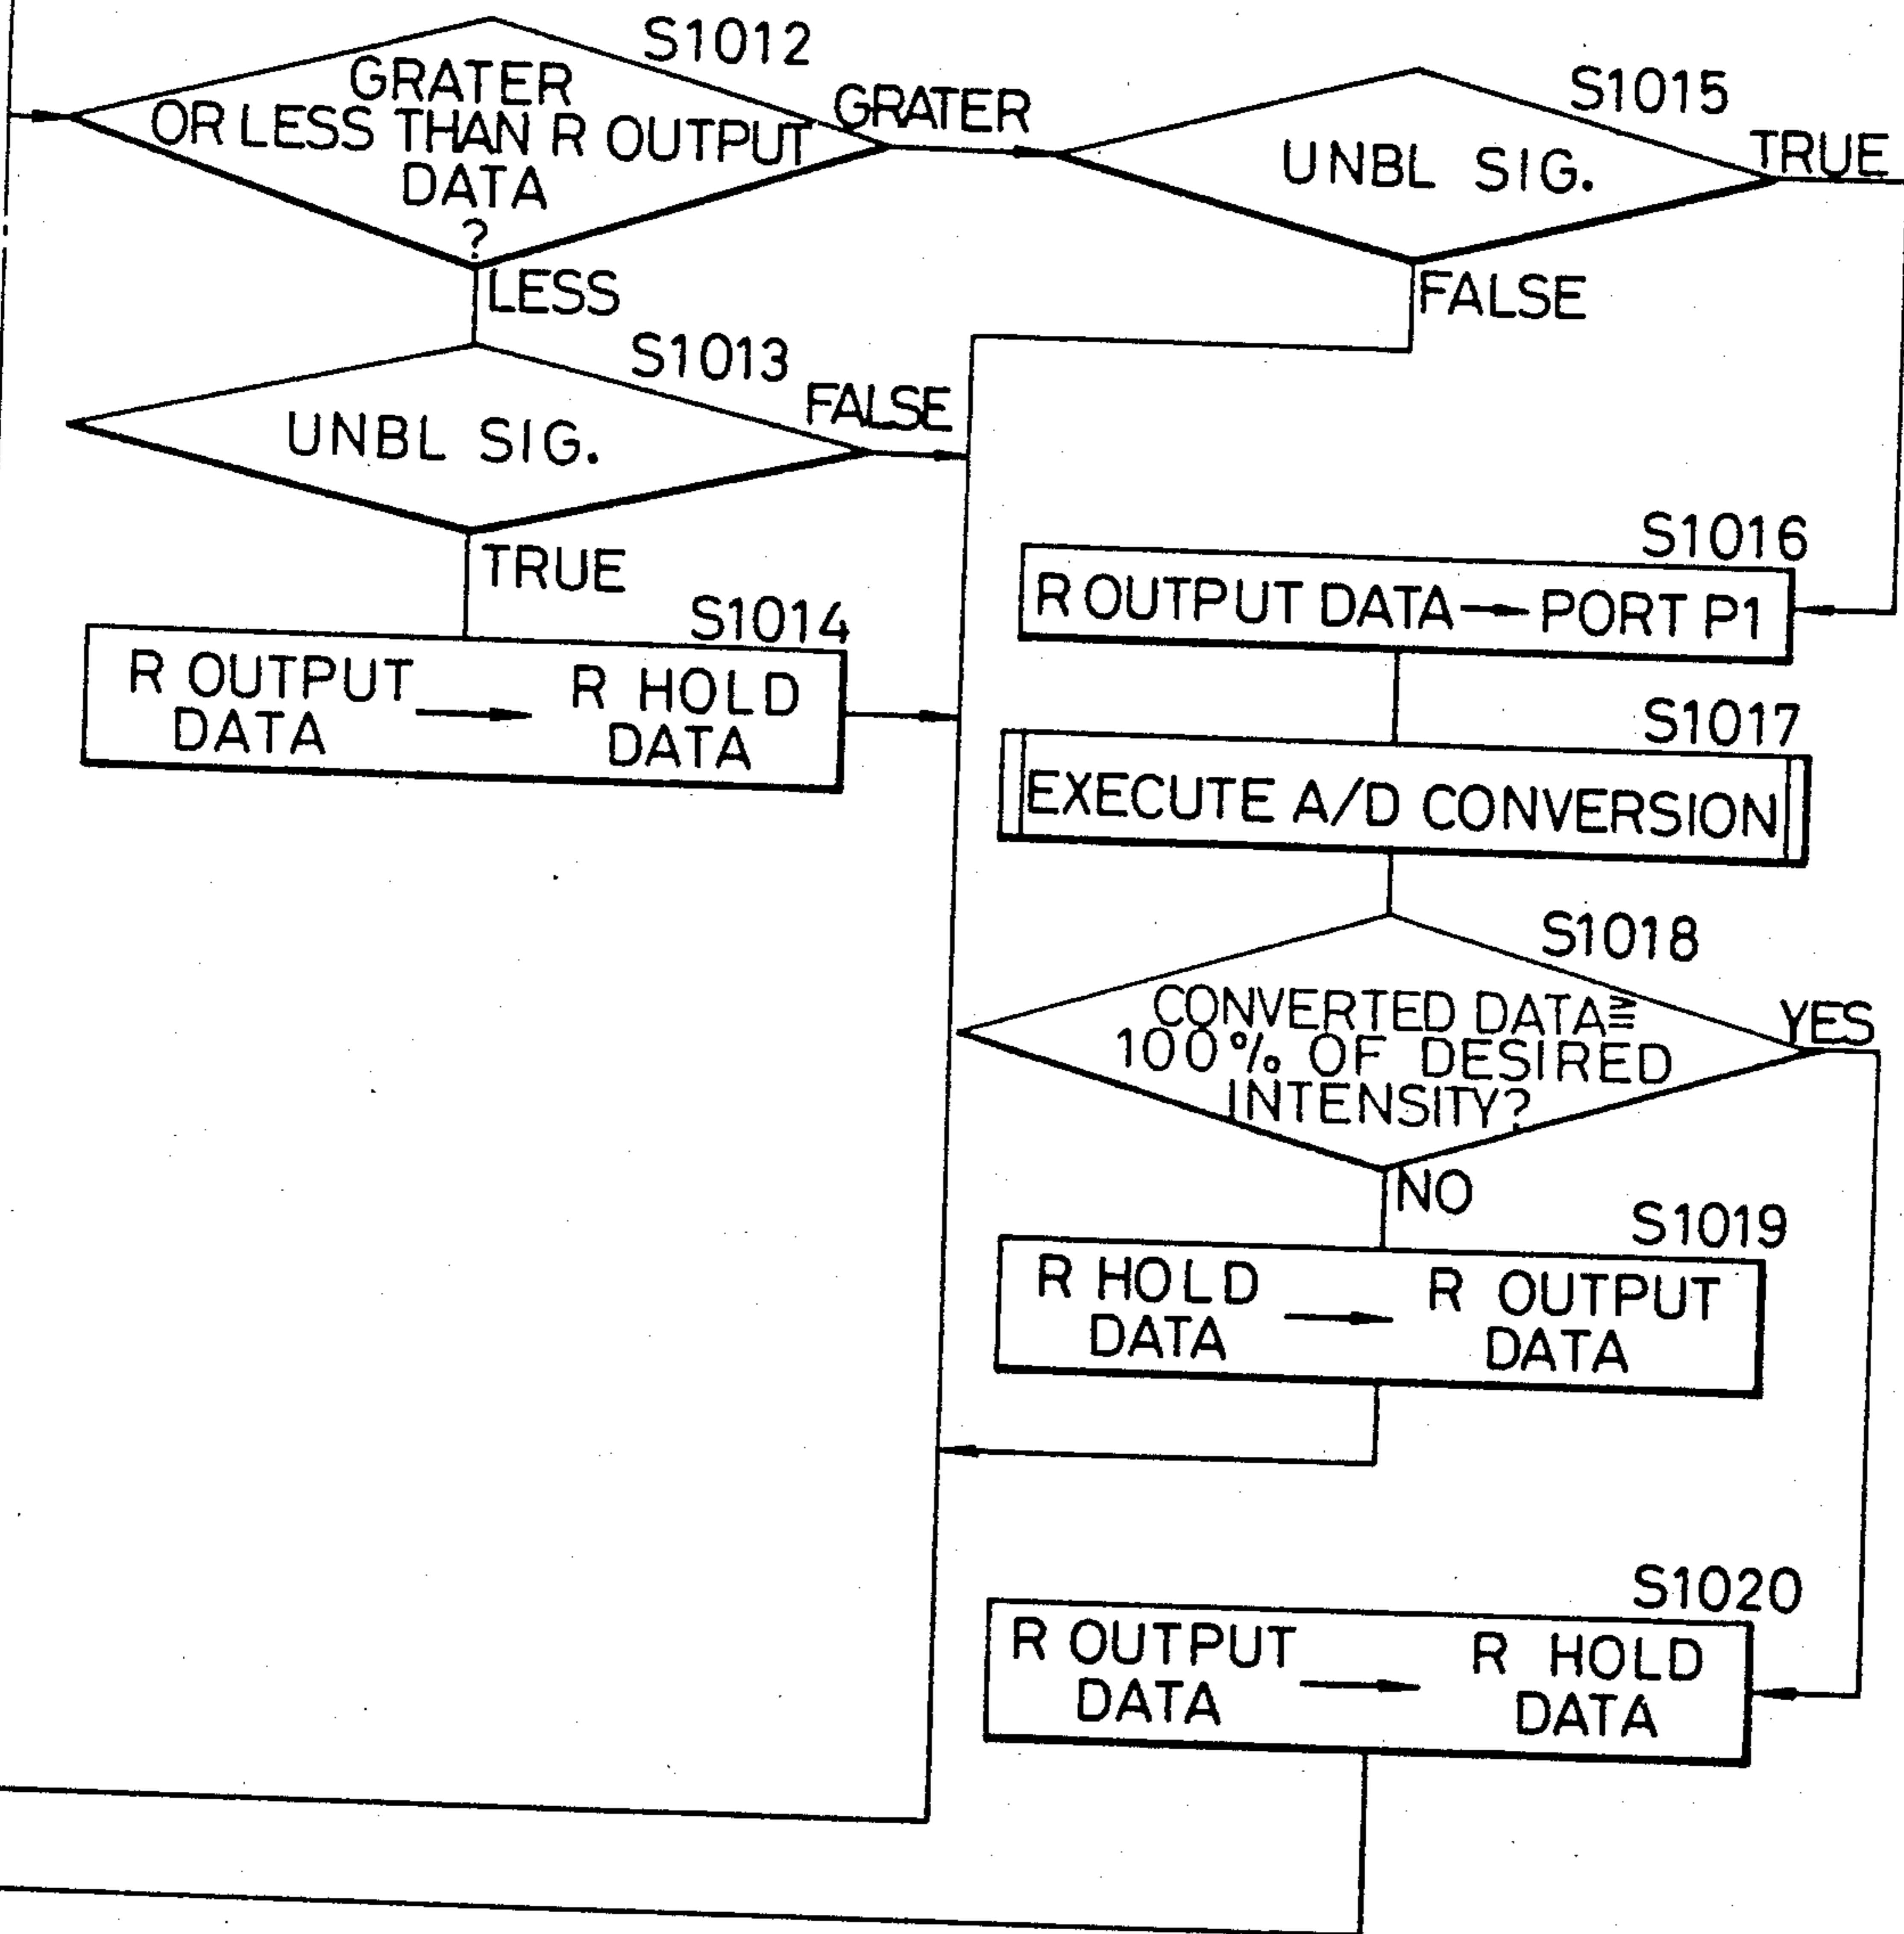 S1012
GRATER
OR LESS THAN R OUTPUT
DATA
?
GRATER
LESS
S1015
UNBL SIG.
TRUE
FALSE
S1013
UNBL SIG.
FALSE
TRUE
S1014
R OUTPUT DATA → R HOLD DATA
S1016
R OUTPUT DATA → PORT P1
S1017
EXECUTE A/D CONVERSION
S1018
CONVERTED DATA≧
100% OF DESIRED
INTENSITY?
YES
NO
S1019
R HOLD DATA → R OUTPUT DATA
S1020
R OUTPUT DATA → R HOLD DATA